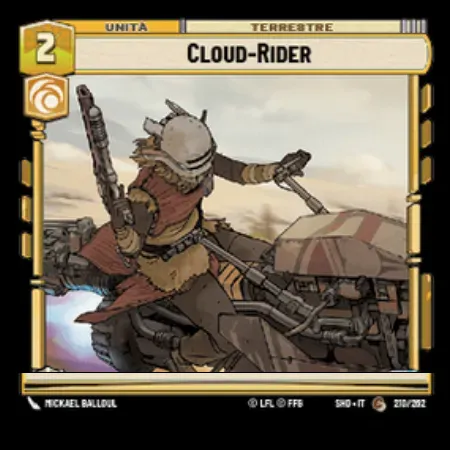 UNITÀ TERRESTRE
2 CLOUD-RIDER
MICKAEL BALLOUL © LFL ℗ FFG SHD • IT 210/262